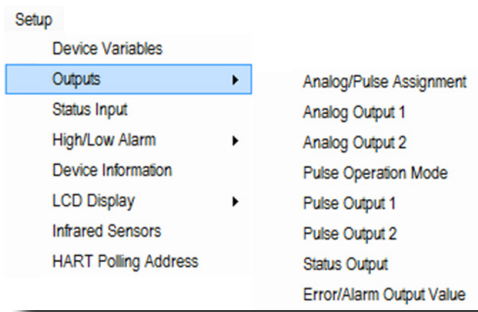 Setup
Device Variables
Outputs
Status Input
High/Low Alarm
Device Information
LCD Display
Infrared Sensors
HART Polling Address
Analog/Pulse Assignment
Analog Output 1
Analog Output 2
Pulse Operation Mode
Pulse Output 1
Pulse Output 2
Status Output
Error/Alarm Output Value